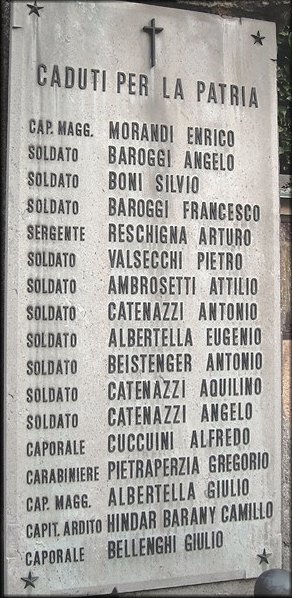 CADUTI PER LA PATRIA
CAP. MAGG. MORANDI ENRICO
SOLDATO BAROGGI ANGELO
SOLDATO BONI SILVIO
SOLDATO BAROGGI FRANCESCO
SERGENTE RESCHIGNA ARTURO
SOLDATO VALSECCHI PIETRO
SOLDATO AMBROSETTI ATTILIO
SOLDATO CATENAZZI ANTONIO
SOLDATO ALBERTELLA EUGENIO
SOLDATO BEISTENGER ANTONIO
SOLDATO CATENAZZI AQUILINO
SOLDATO CATENAZZI ANGELO
CAPORALE CUCCUINI ALFREDO
CARABINIERE PIETRAPERZIA GREGORIO
CAP. MAGG. ALBERTELLA GIULIO
CAPIT. ARDITO HINDAR BARANY CAMILLO
CAPORALE BELLENGHI GIULIO